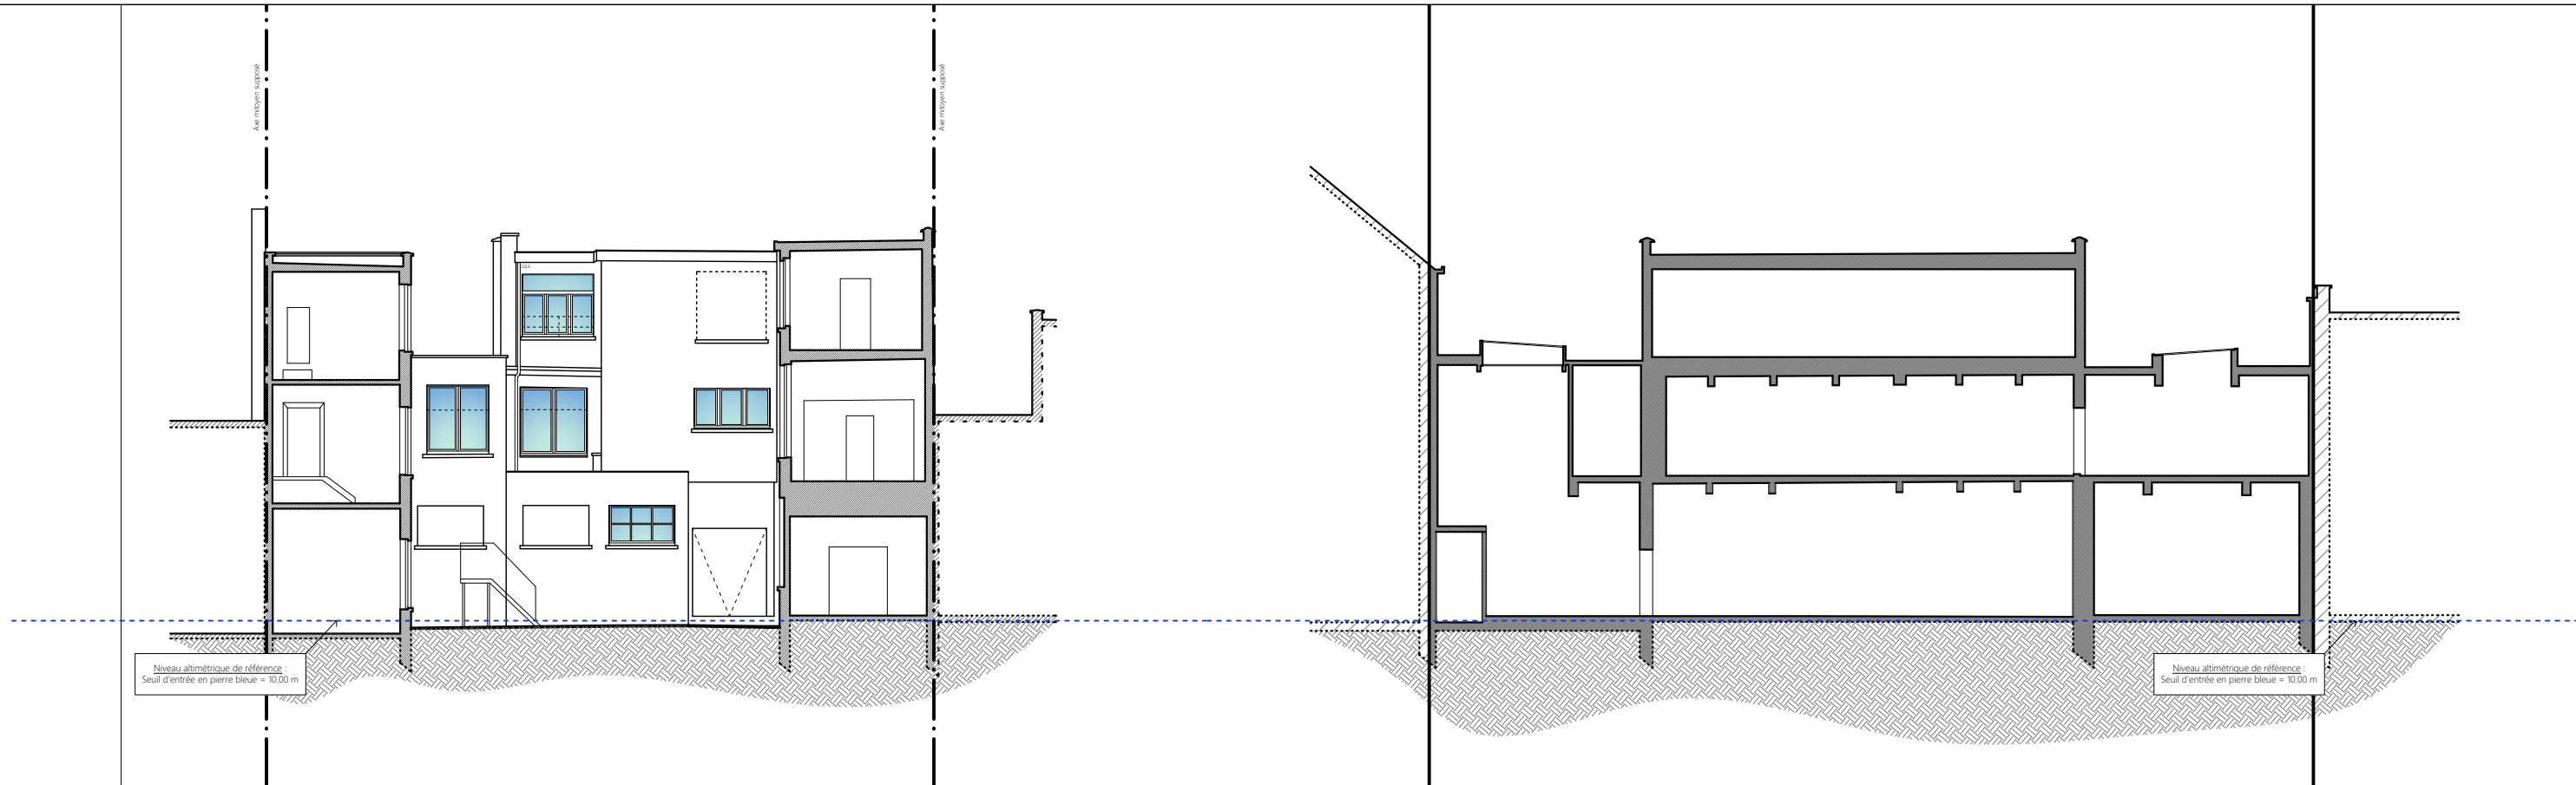 Axe mitoyen supposé
Axe mitoyen supposé
Niveau altimétrique de référence :
Seuil d'entrée en pierre bleue = 10.00 m
Niveau altimétrique de référence :
Seuil d'entrée en pierre bleue = 10.00 m